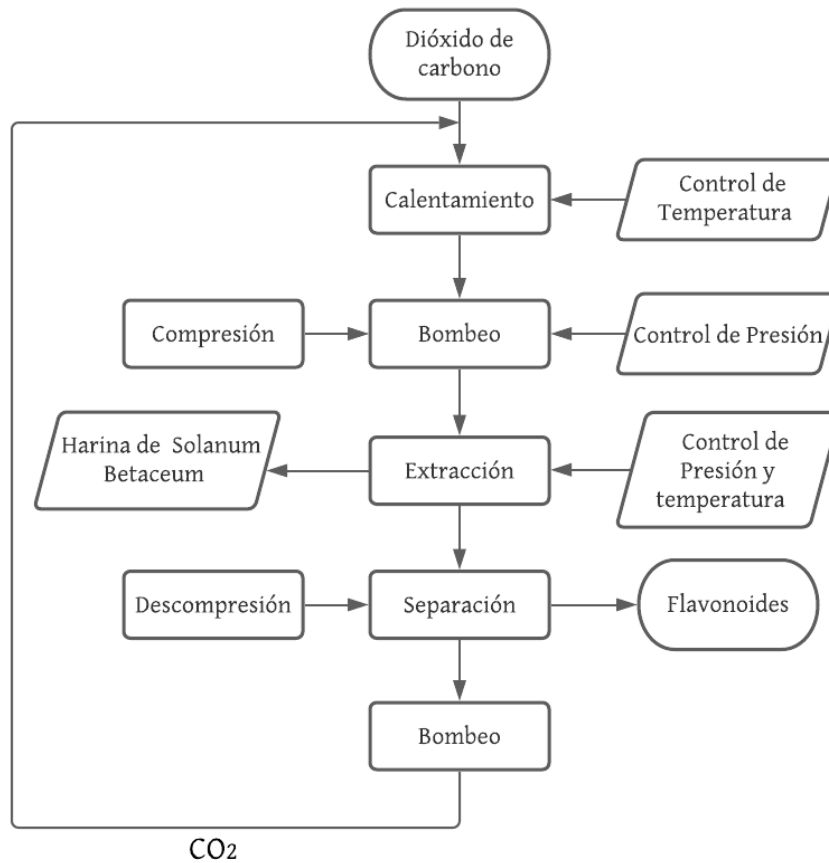 Dióxido de
carbono
Calentamiento
Control de
Temperatura
Compresión
Bombeo
Control de Presión
Harina de Solanum
Betaceum
Extracción
Control de
Presión y
temperatura
Descompresión
Separación
Flavonoides
Bombeo
CO2